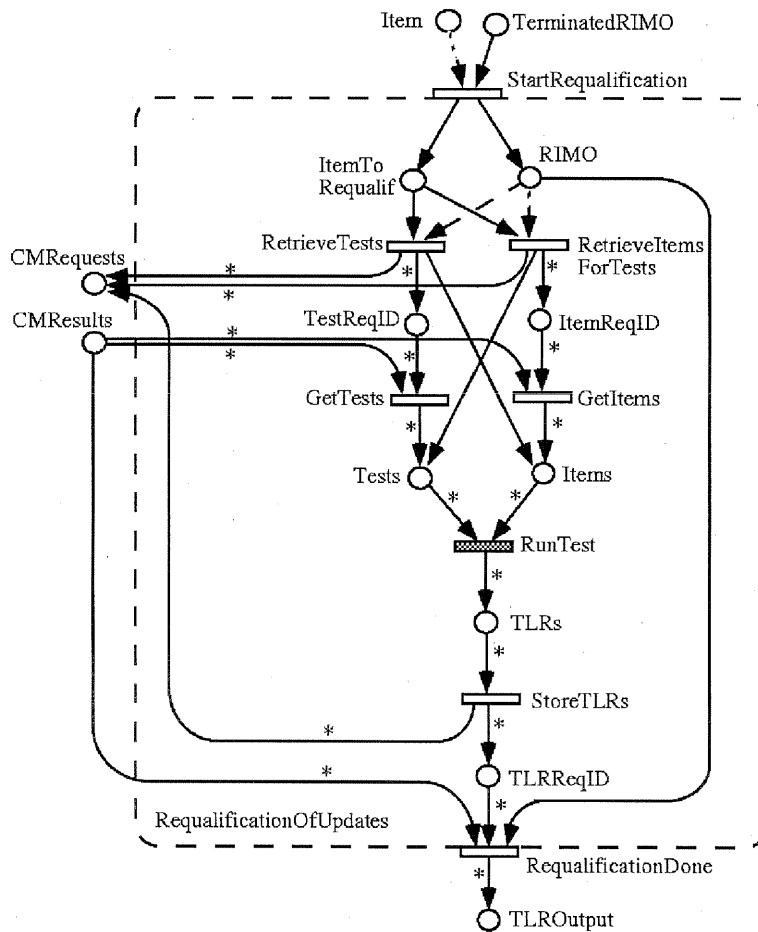 Item
TerminatedRIMO
StartRequalification
ItemTo
Requalif
RIMO
RetrieveTests
RetrieveItems
ForTests
CMRequests
*
*
*
*
CMResults
TestReqID
ItemReqID
*
*
*
*
GetTests
GetItems
*
*
Tests
Items
*
*
RunTest
*
TLRs
*
StoreTLRs
*
*
*
TLRReqID
*
RequalificationOfUpdates
RequalificationDone
*
TLROutput